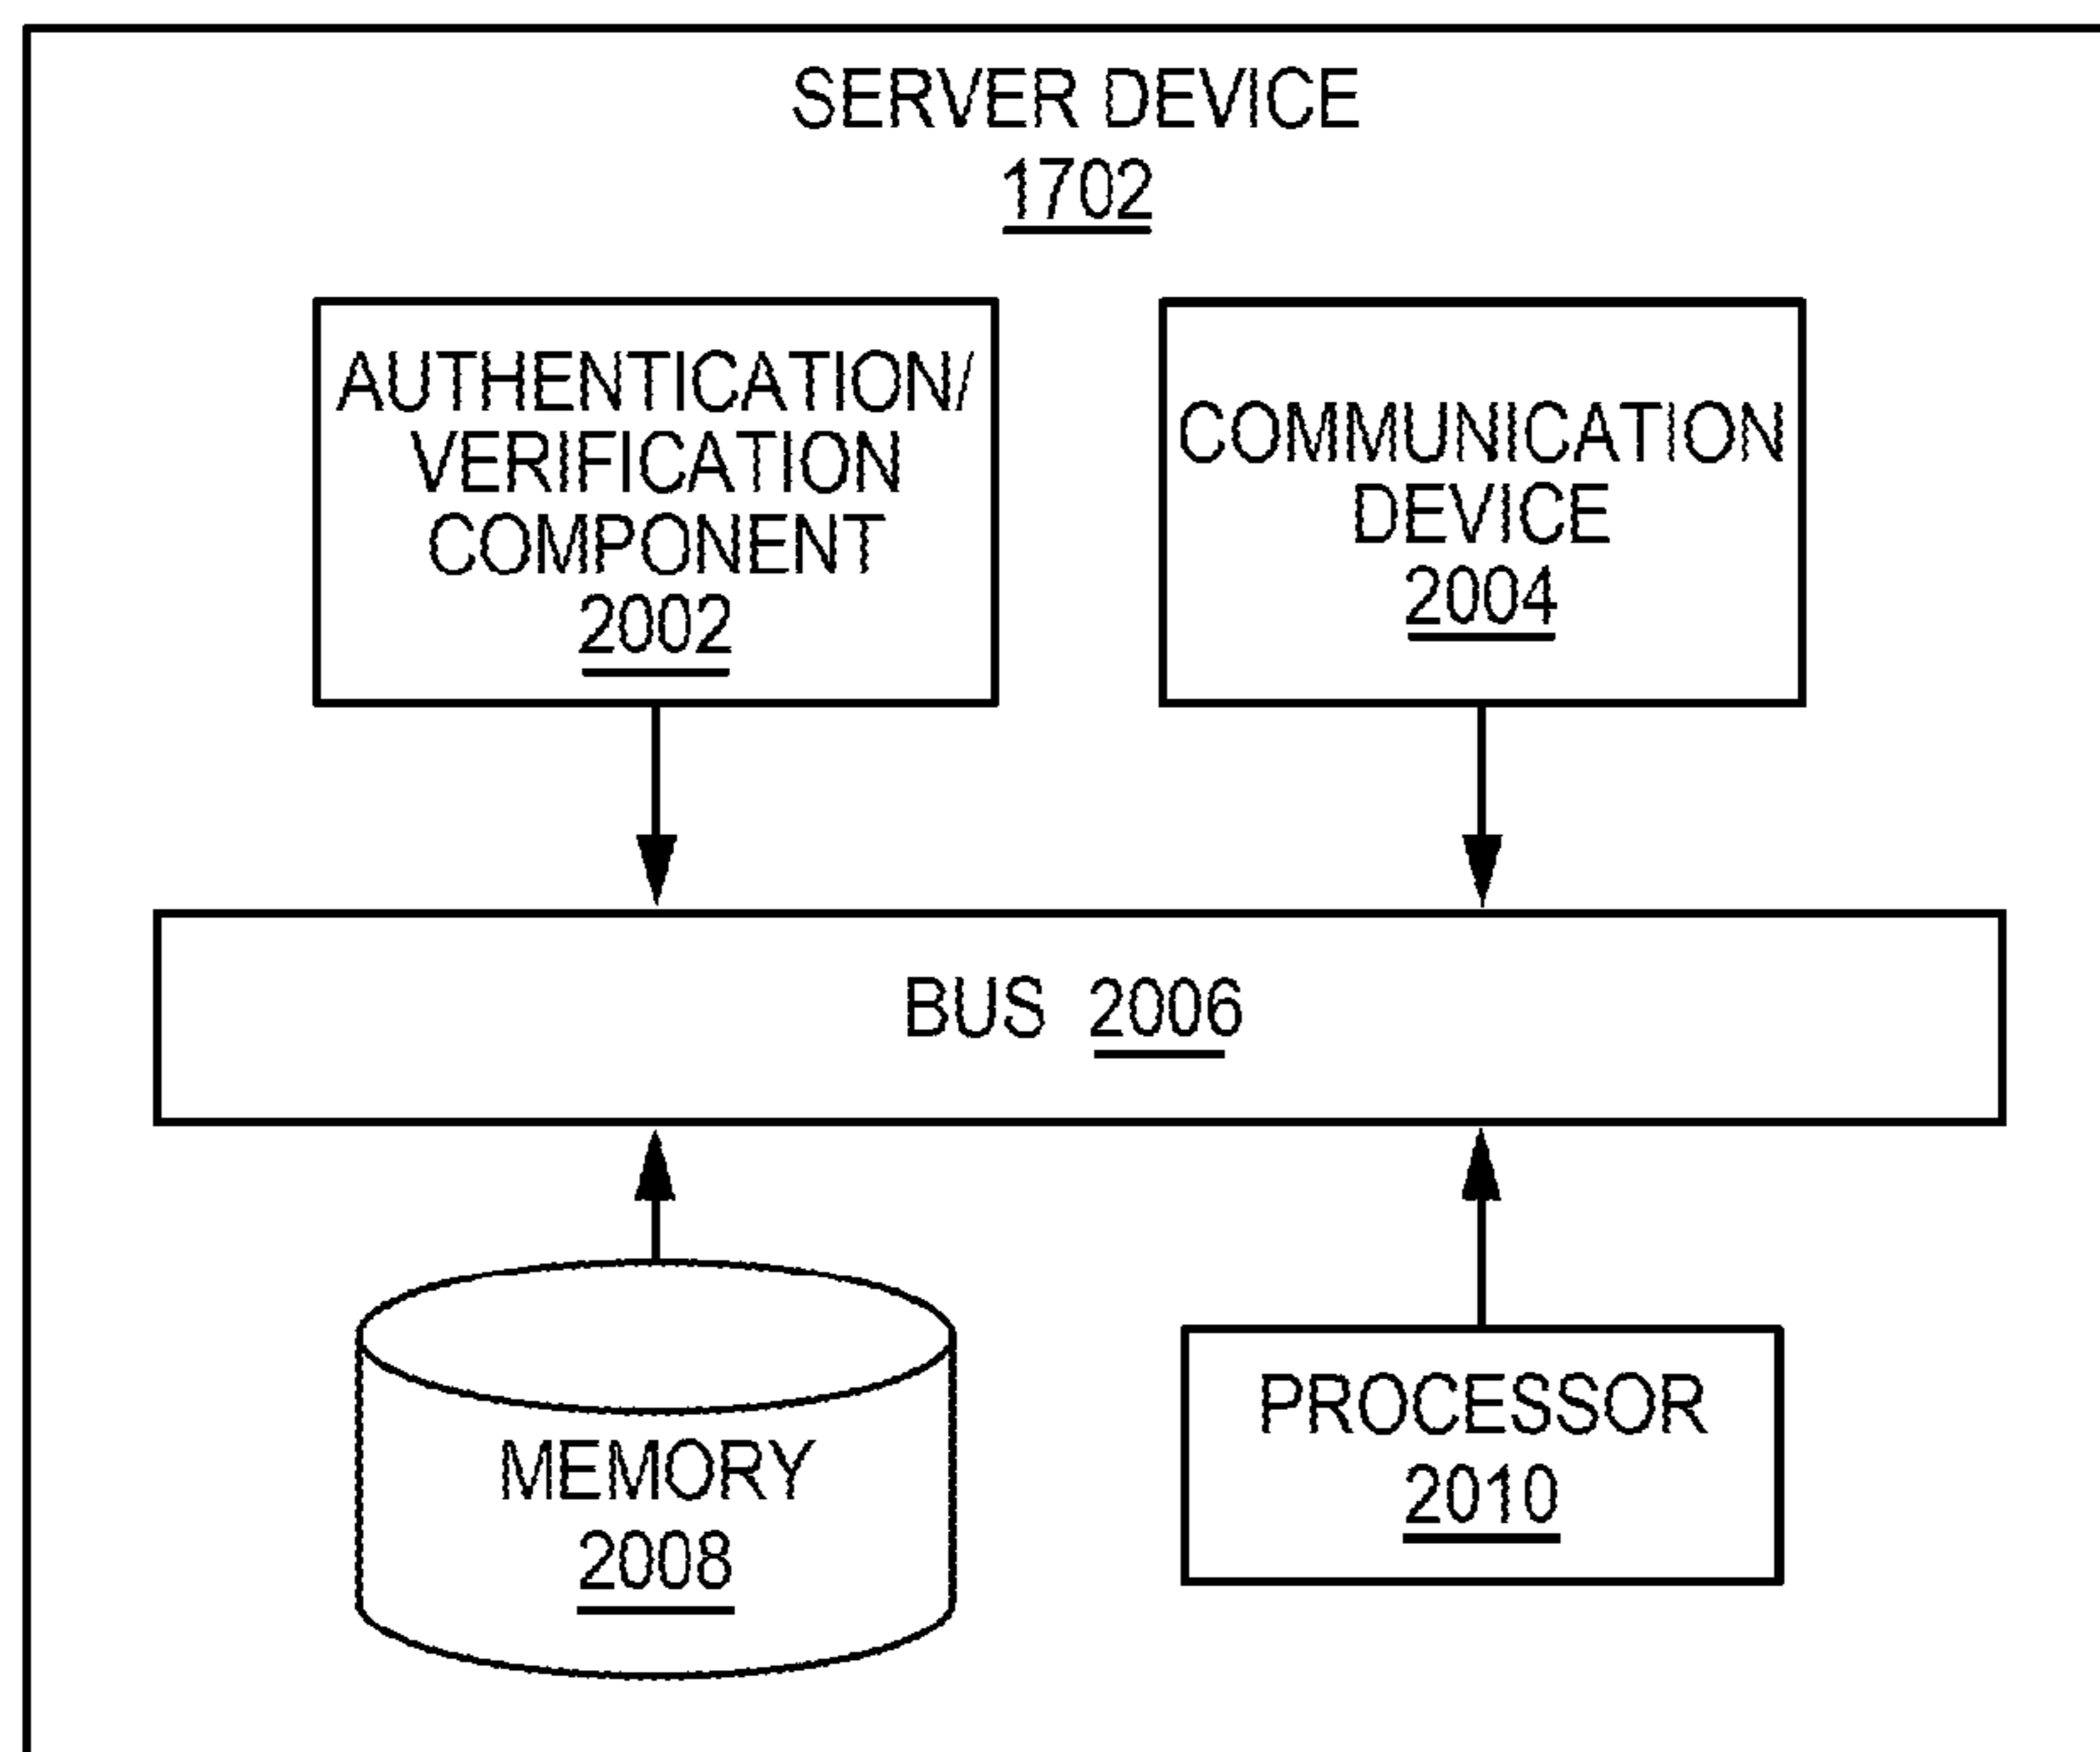 SERVER DEVICE
1702
AUTHENTICATION/
VERIFICATION
COMPONENT
2002
COMMUNICATION
DEVICE
2004
BUS 2006
MEMORY
2008
PROCESSOR
2010